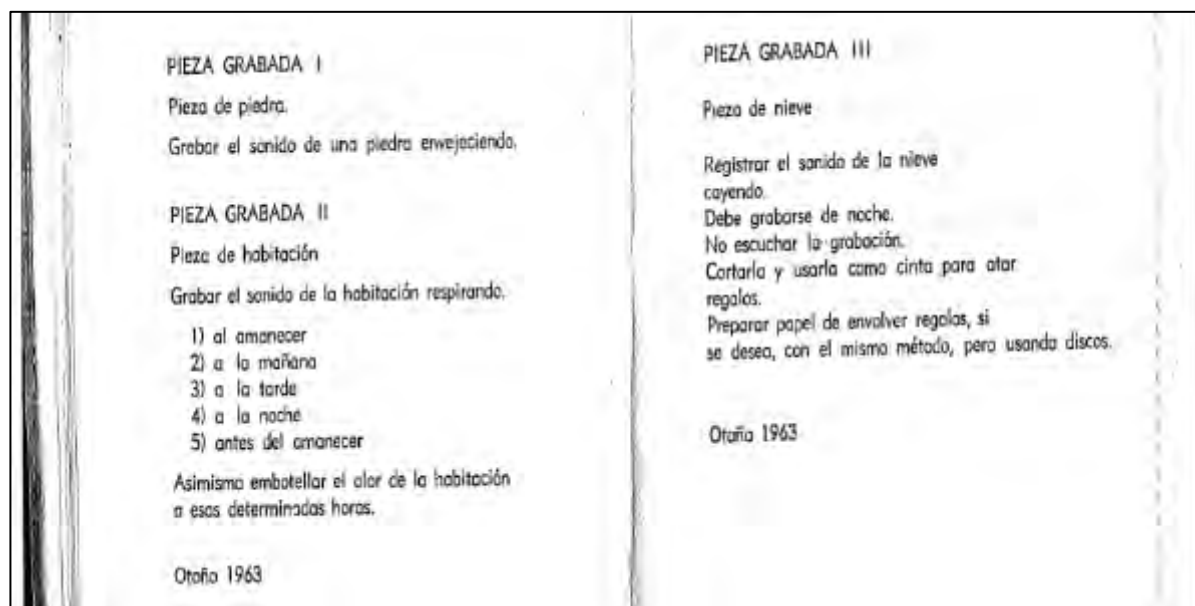 PIEZA GRABADA I
Pieza de piedra.
Grabar el sonido de una piedra envejeciendo.
PIEZA GRABADA II
Pieza de habitación
Grabar el sonido de la habitación respirando.
1) al amanecer
2) a la mañana
3) a la tarde
4) a la noche
5) antes del amanecer
Asimismo embotellar el olor de la habitación
a esas determinadas horas.
Otoño 1963
PIEZA GRABADA III
Pieza de nieve
Registrar el sonido de la nieve
cayendo.
Debe grabarse de noche.
No escuchar la grabación.
Cortarla y usarla como cinta para atar
regalos.
Preparar papel de envolver regalos, si
se desea, con el mismo método, pero usando discos.
Otoño 1963